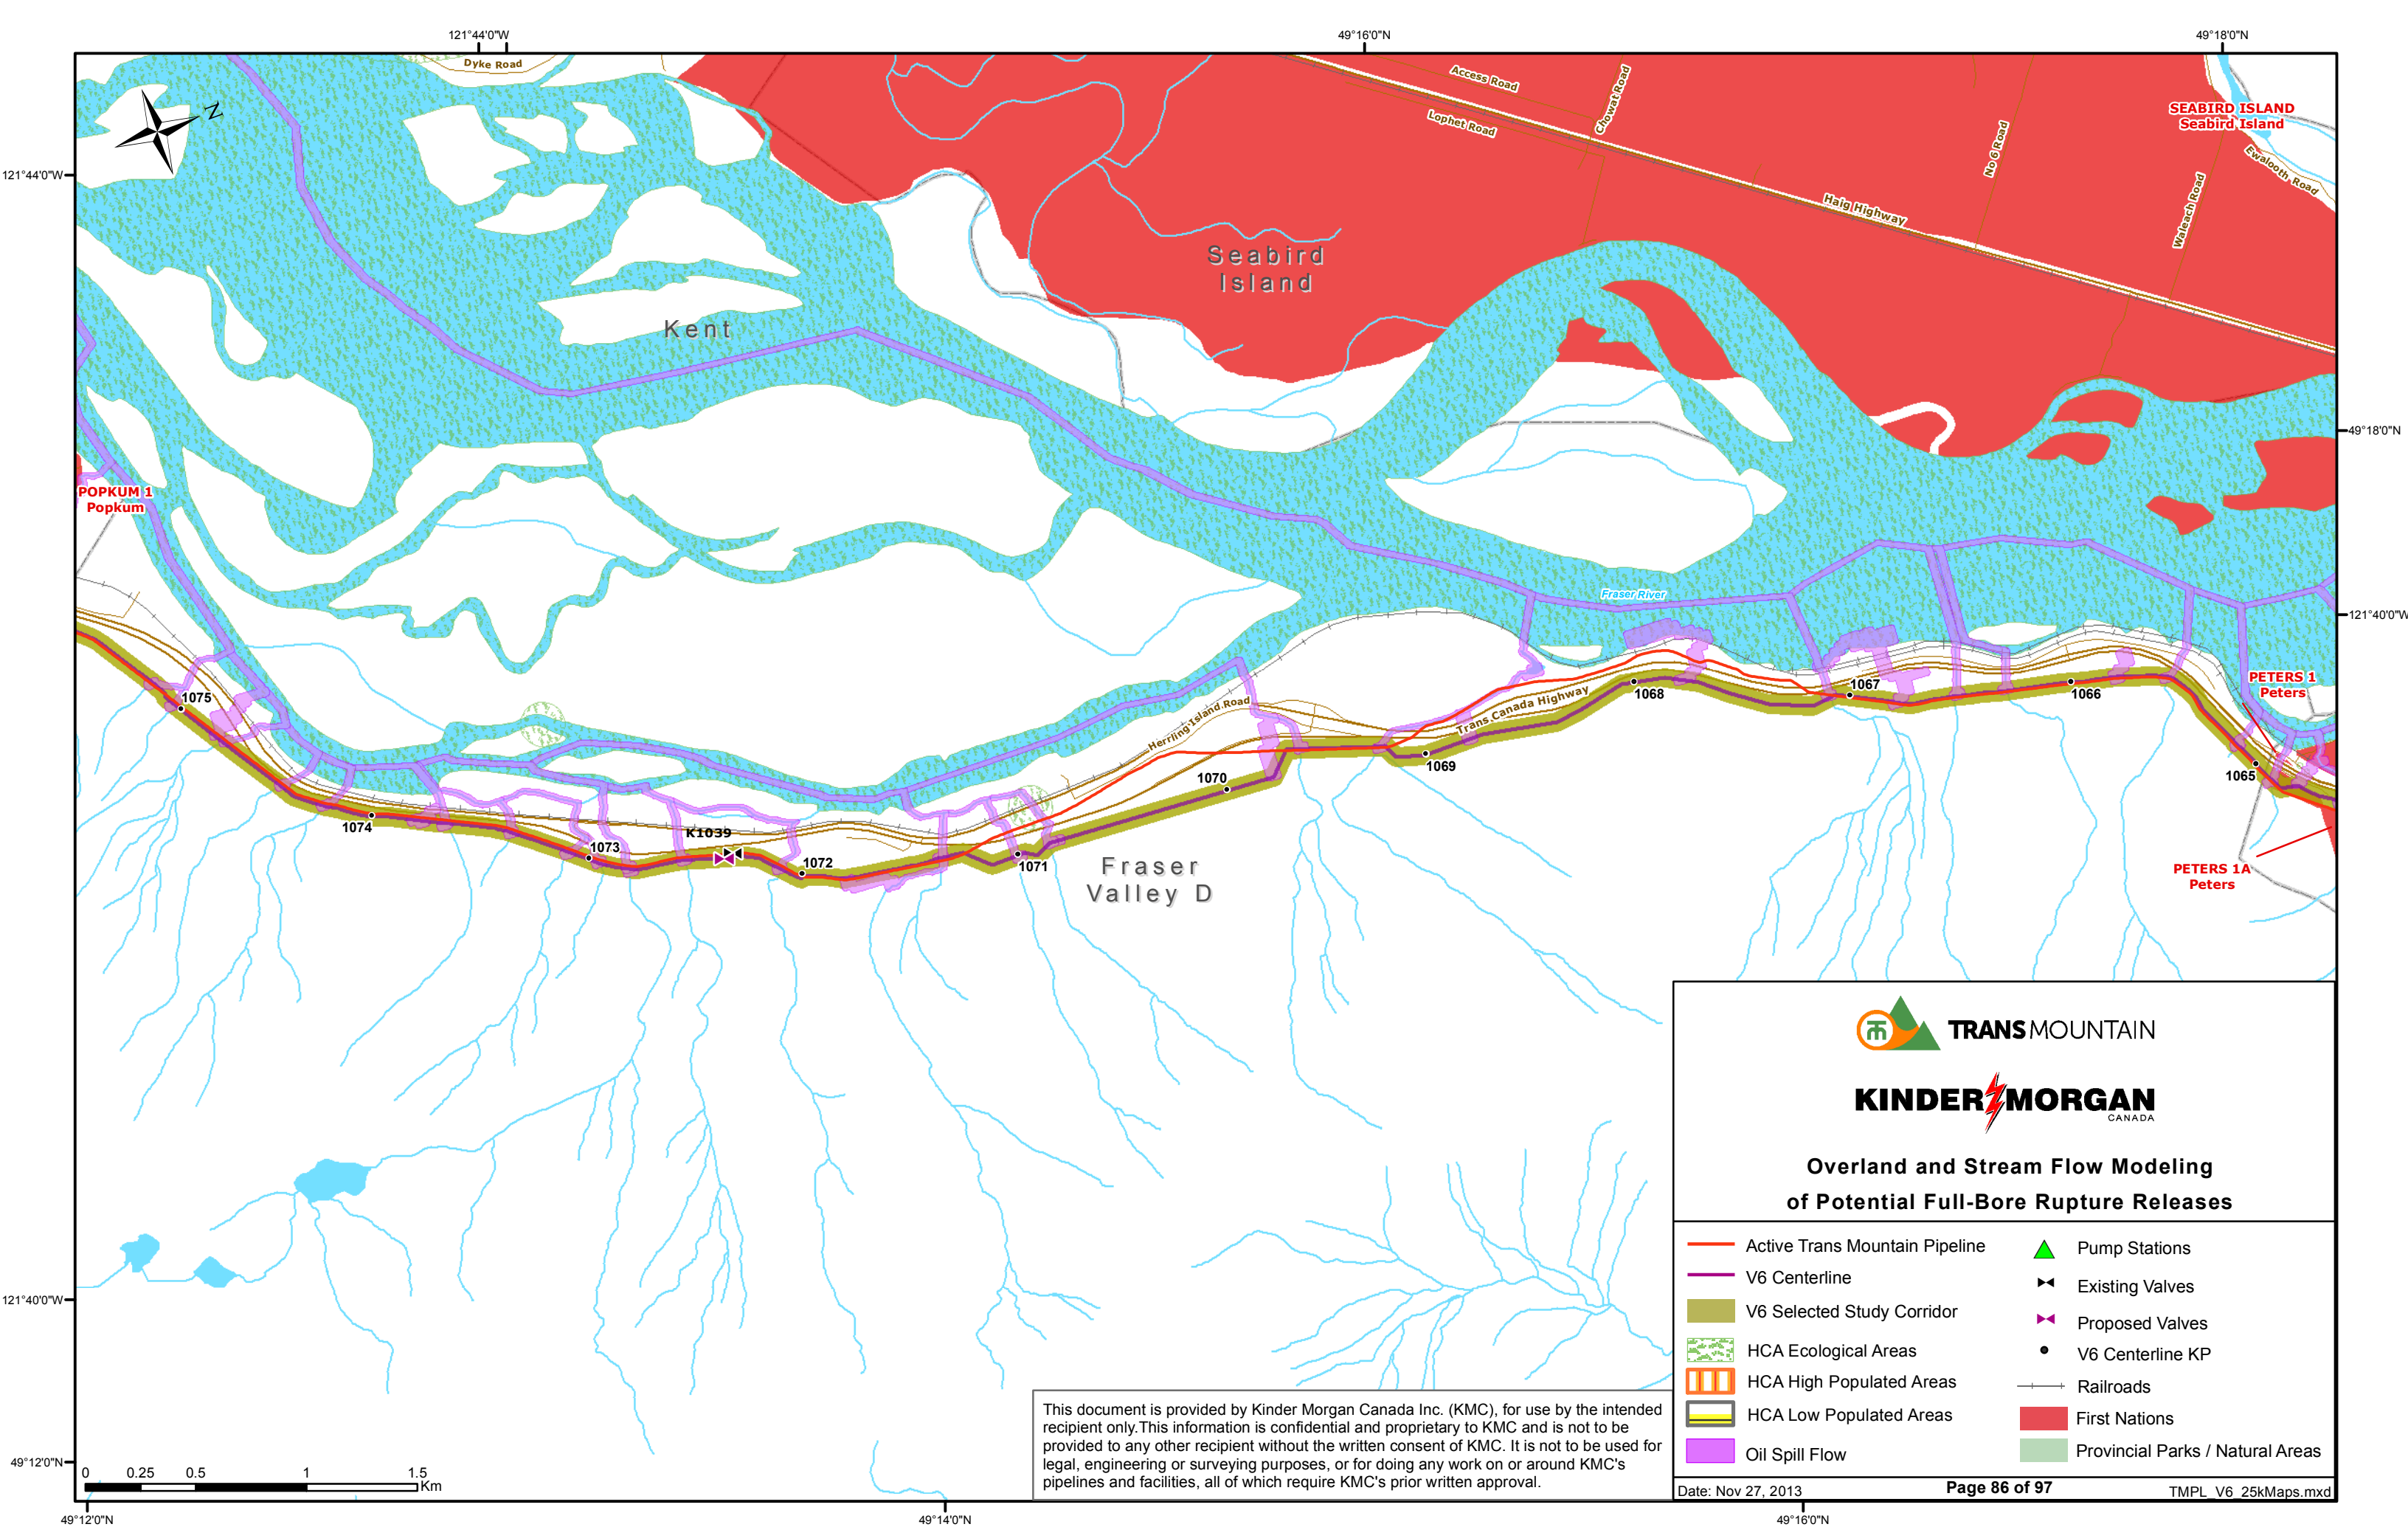 121°44'0"W
49°16'0"N
49°18'0"N
Dyke Road
N
Access Road
Lophet Road
Chowat Road
No 6 Road
SEABIRD ISLAND
Seabird Island
Ewalooth Road
Waleach Road
Haig Highway
121°44'0"W
Seabird
Island
Kent
49°18'0"N
POPKUM 1
Popkum
Fraser River
121°40'0"W
PETERS 1
Peters
1075
1074
1073
K1039
1072
1071
1070
1069
1068
1067
1066
1065
Herrling Island Road
Trans Canada Highway
Fraser
Valley D
PETERS 1A
Peters
TRANSMOUNTAIN
KINDER MORGAN
CANADA
Overland and Stream Flow Modeling
of Potential Full-Bore Rupture Releases
Active Trans Mountain Pipeline
V6 Centerline
V6 Selected Study Corridor
HCA Ecological Areas
HCA High Populated Areas
HCA Low Populated Areas
Oil Spill Flow
Pump Stations
Existing Valves
Proposed Valves
V6 Centerline KP
Railroads
First Nations
Provincial Parks / Natural Areas
Date: Nov 27, 2013
Page 86 of 97
TMPL_V6_25kMaps.mxd
This document is provided by Kinder Morgan Canada Inc. (KMC), for use by the intended
recipient only.This information is confidential and proprietary to KMC and is not to be
provided to any other recipient without the written consent of KMC. It is not to be used for
legal, engineering or surveying purposes, or for doing any work on or around KMC's
pipelines and facilities, all of which require KMC's prior written approval.
121°40'0"W
49°12'0"N
0 0.25 0.5 1 1.5
Km
49°12'0"N
49°14'0"N
49°16'0"N